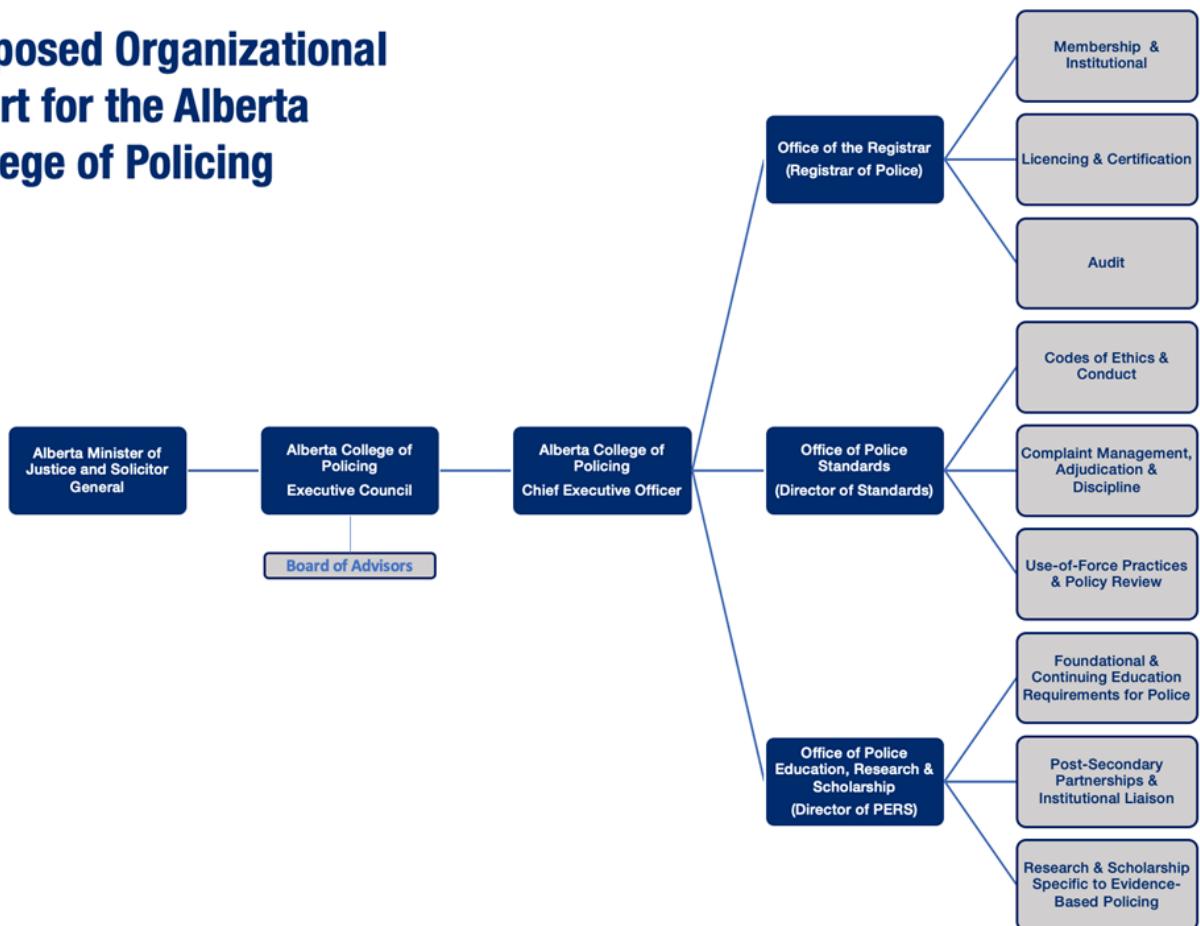 posed Organizational
rt for the Alberta
ege of Policing
Alberta Minister of
Justice and Solicitor
General
Alberta College of
Policing
Executive Council
Board of Advisors
Alberta College of
Policing
Chief Executive Officer
Office of the Registrar
(Registrar of Police)
Membership &
Institutional
Licencing & Certification
Audit
Office of Police
Standards
(Director of Standards)
Codes of Ethics &
Conduct
Complaint Management,
Adjudication &
Discipline
Use-of-Force Practices
& Policy Review
Office of Police
Education, Research &
Scholarship
(Director of PERS)
Foundational &
Continuing Education
Requirements for Police
Post-Secondary
Partnerships &
Institutional Liaison
Research & Scholarship
Specific to Evidence-
Based Policing